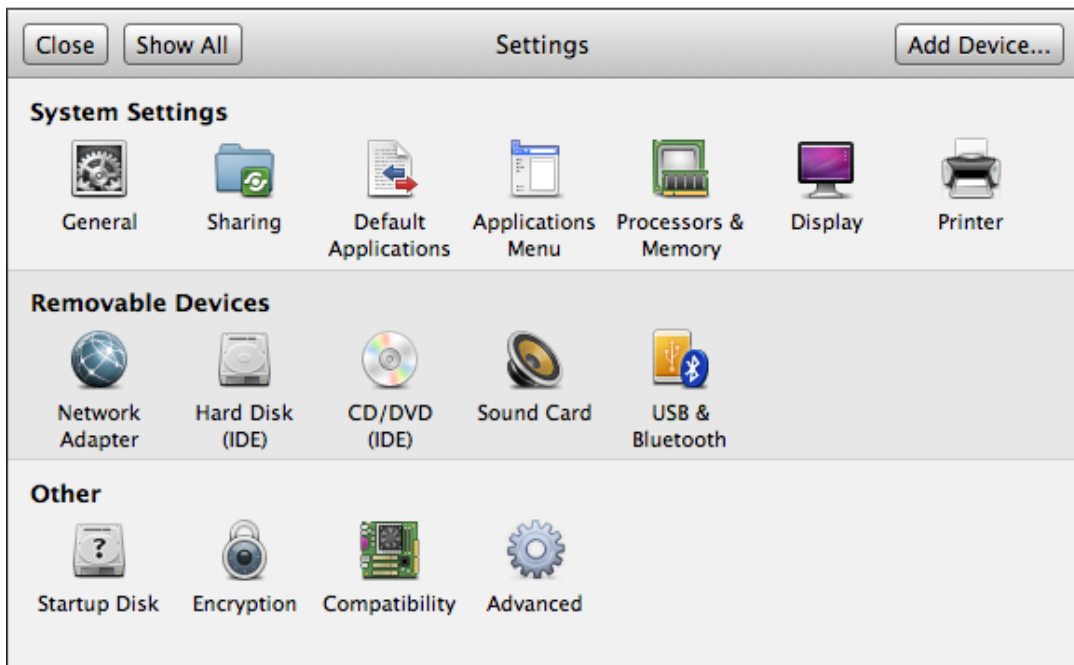 Close Show All Settings Add Device...
System Settings
General Sharing Default Applications Applications Menu Processors & Memory Display Printer
Removable Devices
Network Adapter Hard Disk (IDE) CD/DVD (IDE) Sound Card USB & Bluetooth
Other
?
Startup Disk Encryption Compatibility Advanced